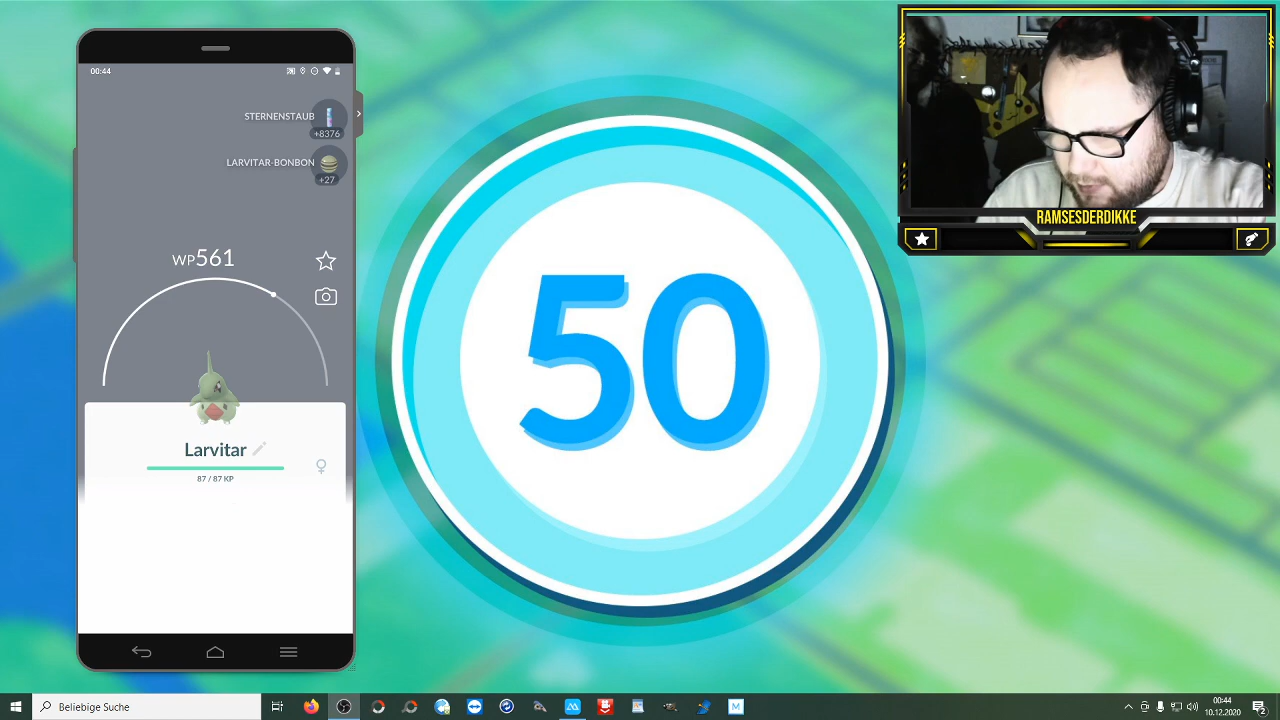 00:44
STERNENSTAUB
+8376
LARVITAR-BONBON
+27
WP561
Larvitar
87 / 87 KP
50
RAMSESDERDIKKE
Beliebige Suche
M
00:44
10.12.2020
2